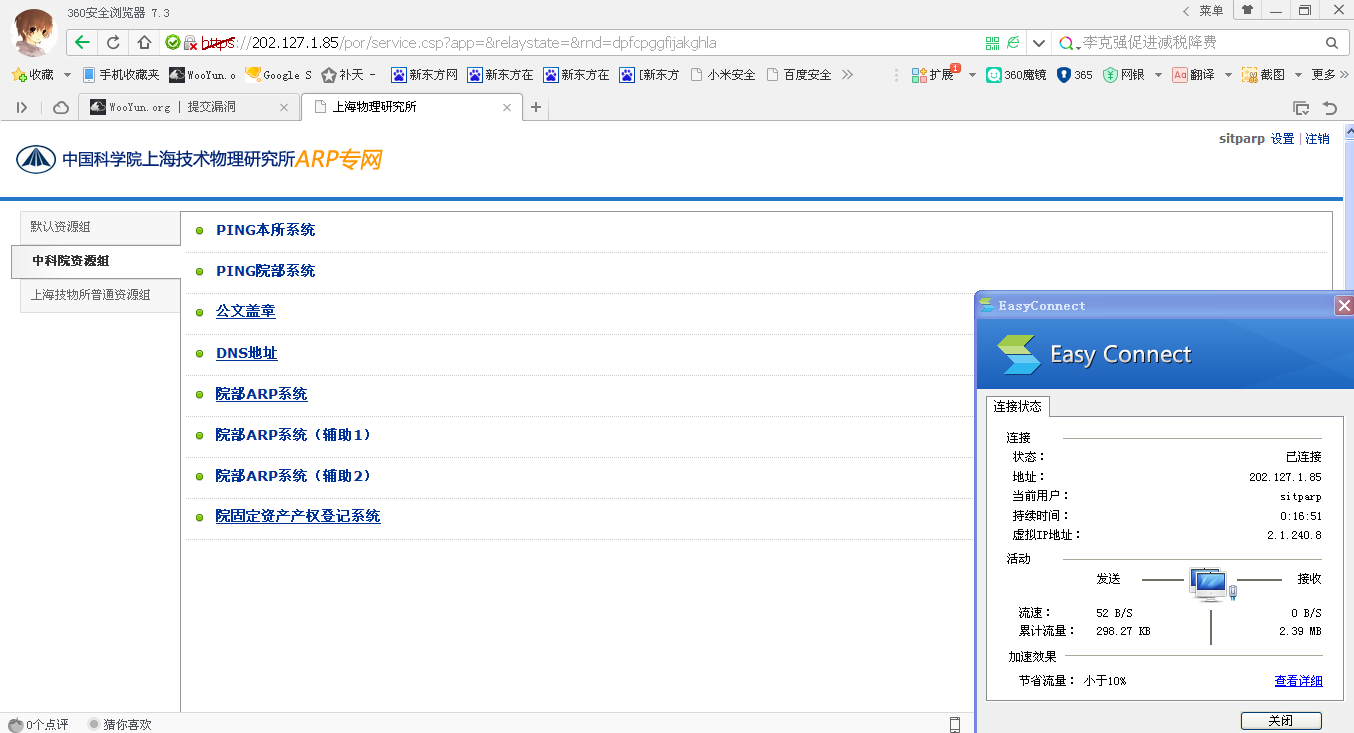 360安全浏览器 7.3
菜单
https://202.127.1.85/por/service.csp?app=&relaystate=&rnd=dpfcpggfijakghla
李克强促进减税降费
收藏 手机收藏夹 WooYun.o Google S 补天 - 新东方网 新东方在 新东方在 [新东方 小米安全 百度安全 扩展 1 360魔镜 365 网银 Aa 翻译 截图 更多
WooYun.org | 提交漏洞 上海物理研究所
sitparp 设置 | 注销
中国科学院上海技术物理研究所ARP专网
默认资源组
中科院资源组
上海技物所普通资源组
PING本所系统
PING院部系统
公文盖章
DNS地址
院部ARP系统
院部ARP系统（辅助1）
院部ARP系统（辅助2）
院固定资产产权登记系统
EasyConnect
Easy Connect
连接状态
连接
状态： 已连接
地址： 202.127.1.85
当前用户： sitparp
持续时间： 0:16:51
虚拟IP地址： 2.1.240.8
活动
发送 接收
流速： 52 B/S 0 B/S
累计流量： 298.27 KB 2.39 MB
加速效果
节省流量： 小于10% 查看详细
关闭
0个点评 猜你喜欢